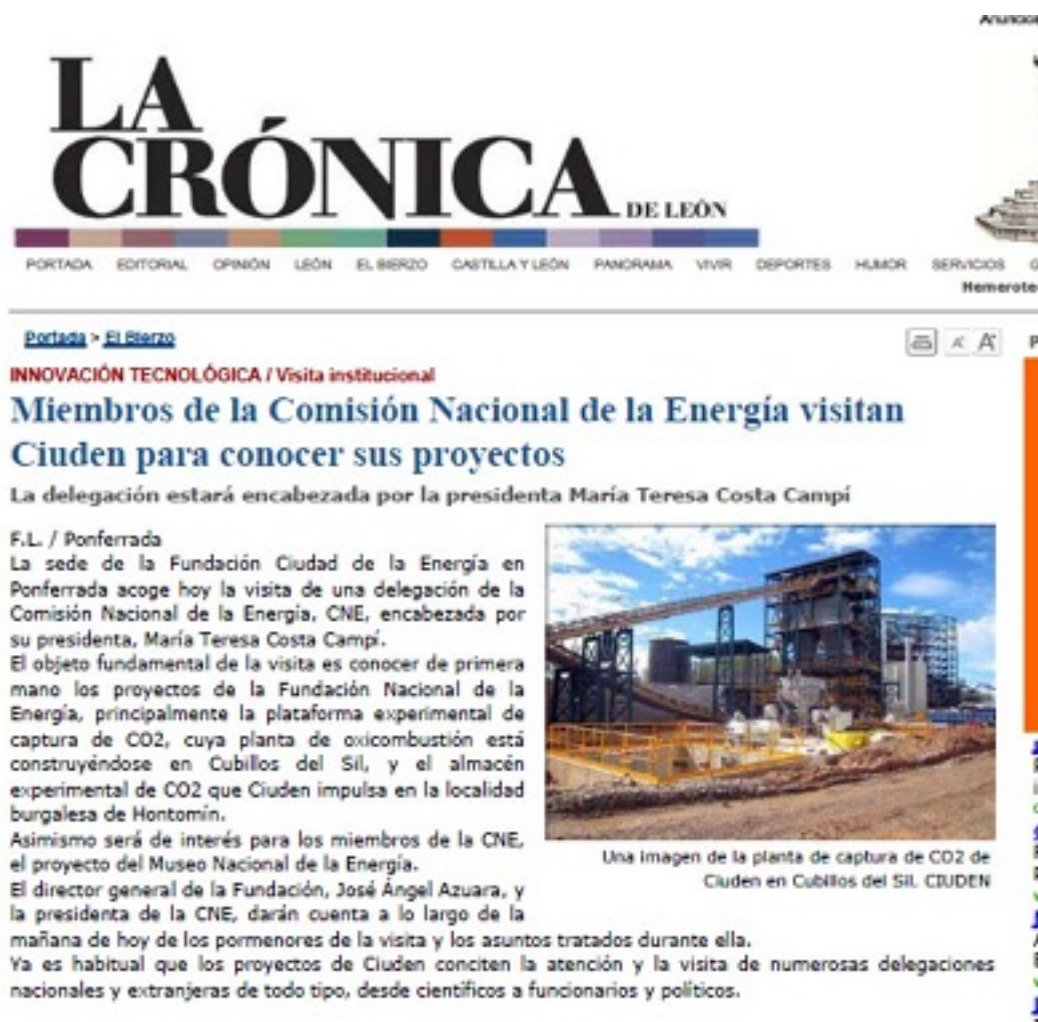 LA
CRÓNICA
DE LEÓN
PORTADA EDITORIAL OPINIÓN LEÓN EL BIERZO CASTILLA Y LEÓN PANORAMA VIVIR DEPORTES HUMOR SERVICIOS
Portada > El Bierzo
INNOVACIÓN TECNOLÓGICA / Visita institucional
Miembros de la Comisión Nacional de la Energía visitan
Ciuden para conocer sus proyectos
La delegación estará encabezada por la presidenta María Teresa Costa Campí
F.L. / Ponferrada
La sede de la Fundación Ciudad de la Energía en
Ponferrada acoge hoy la visita de una delegación de la
Comisión Nacional de la Energía, CNE, encabezada por
su presidenta, María Teresa Costa Campí.
El objeto fundamental de la visita es conocer de primera
mano los proyectos de la Fundación Nacional de la
Energía, principalmente la plataforma experimental de
captura de CO2, cuya planta de oxicombustión está
construyéndose en Cubillos del Sil, y el almacén
experimental de CO2 que Ciuden impulsa en la localidad
burgalesa de Hontomín.
Asimismo será de interés para los miembros de la CNE,
el proyecto del Museo Nacional de la Energía.
El director general de la Fundación, José Ángel Azuara, y
la presidenta de la CNE, darán cuenta a lo largo de la
mañana de hoy de los pormenores de la visita y los asuntos tratados durante ella.
Ya es habitual que los proyectos de Ciuden conciten la atención y la visita de numerosas delegaciones
nacionales y extranjeras de todo tipo, desde científicos a funcionarios y políticos.
Una imagen de la planta de captura de CO2 de
Ciuden en Cubillos del Sil. CIUDEN